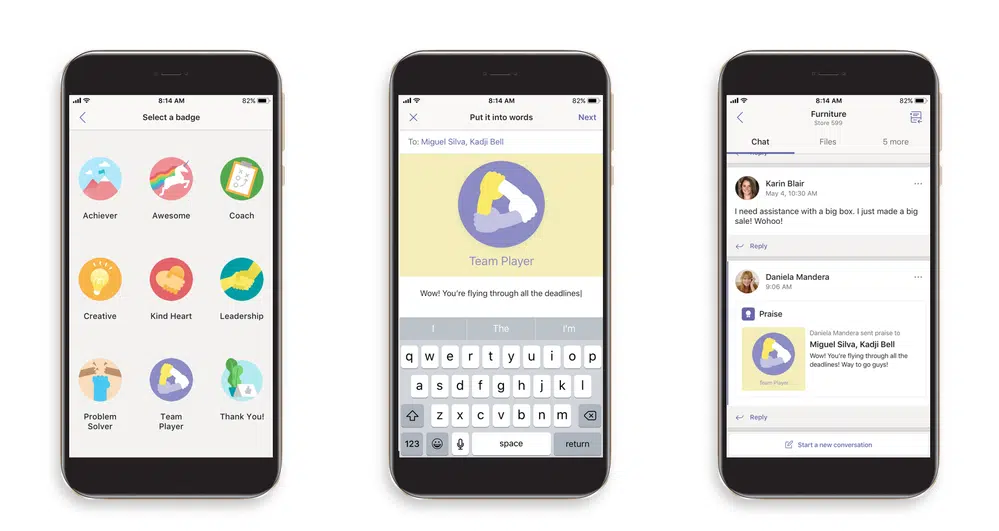 8:14 AM 82%
Select a badge
Achiever Awesome Coach
Creative Kind Heart Leadership
Problem Solver Team Player Thank You!
8:14 AM 82%
Put it into words Next
To: Miguel Silva, Kadji Bell
Team Player
Wow! You're flying through all the deadlines
I The I'm
q w e r t y u i o p
a s d f g h j k l
z x c v b n m
123 space return
8:14 AM 82%
Furniture
Store 599
Chat Files 5 more
Karin Blair
May 4, 10:30 AM
I need assistance with a big box. I just made a big
sale! Wohoo!
Reply
Daniela Mandera
9:06 AM
Praise
Daniela Mandera sent praise to
Miguel Silva, Kadji Bell
Wow! You're flying through all the
deadlines! Way to go guys!
Team Player
Reply
Start a new conversation